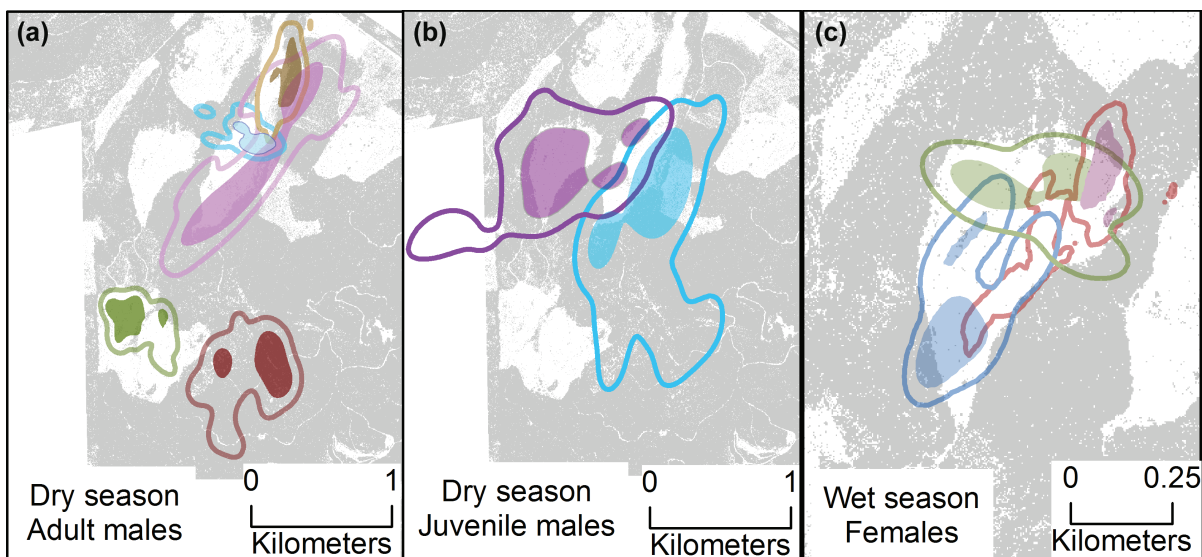 (a)
Dry season
Adult males
0 1
Kilometers
(b)
Dry season
Juvenile males
0 1
Kilometers
(c)
Wet season
Females
0 0.25
Kilometers